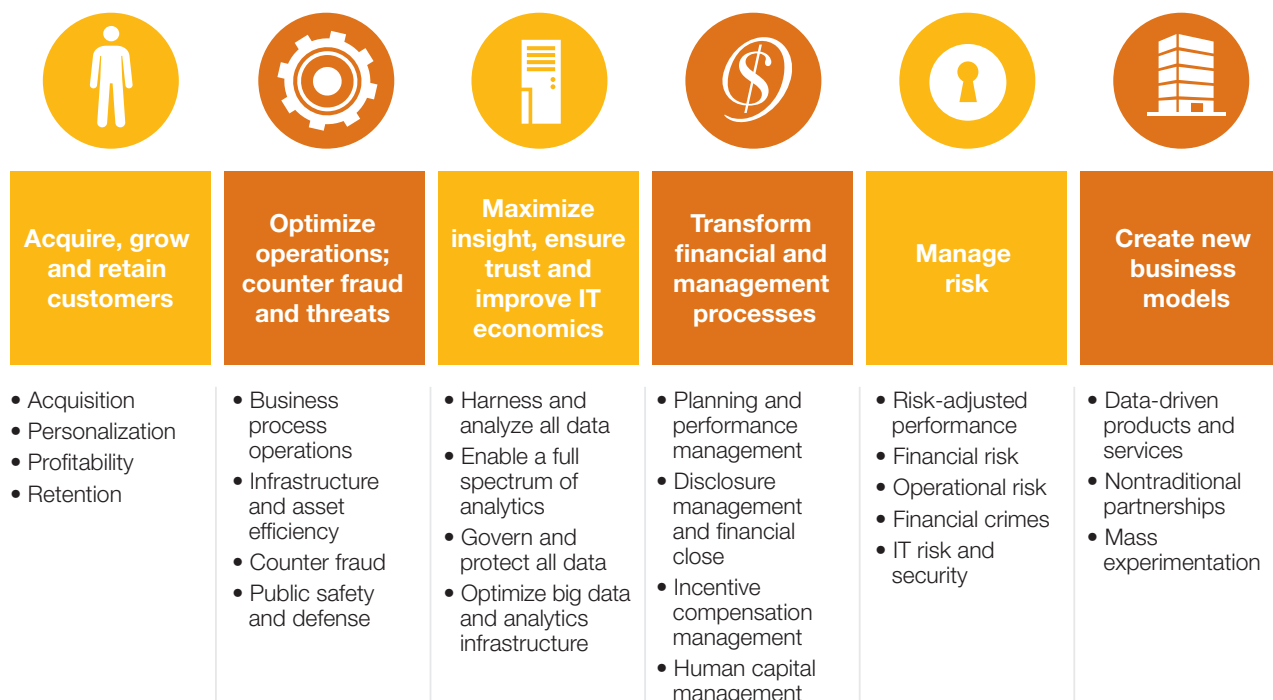 Acquire, grow
and retain
customers
Optimize
operations;
counter fraud
and threats
Maximize
insight, ensure
trust and
improve IT
economics
Transform
financial and
management
processes
Manage
risk
Create new
business
models
• Acquisition
• Personalization
• Profitability
• Retention
• Business
process
operations
• Infrastructure
and asset
efficiency
• Counter fraud
• Public safety
and defense
• Harness and
analyze all data
• Enable a full
spectrum of
analytics
• Govern and
protect all data
• Optimize big data
and analytics
infrastructure
• Planning and
performance
management
• Disclosure
management
and financial
close
• Incentive
compensation
management
• Human capital
management
• Risk-adjusted
performance
• Financial risk
• Operational risk
• Financial crimes
• IT risk and
security
• Data-driven
products and
services
• Nontraditional
partnerships
• Mass
experimentation